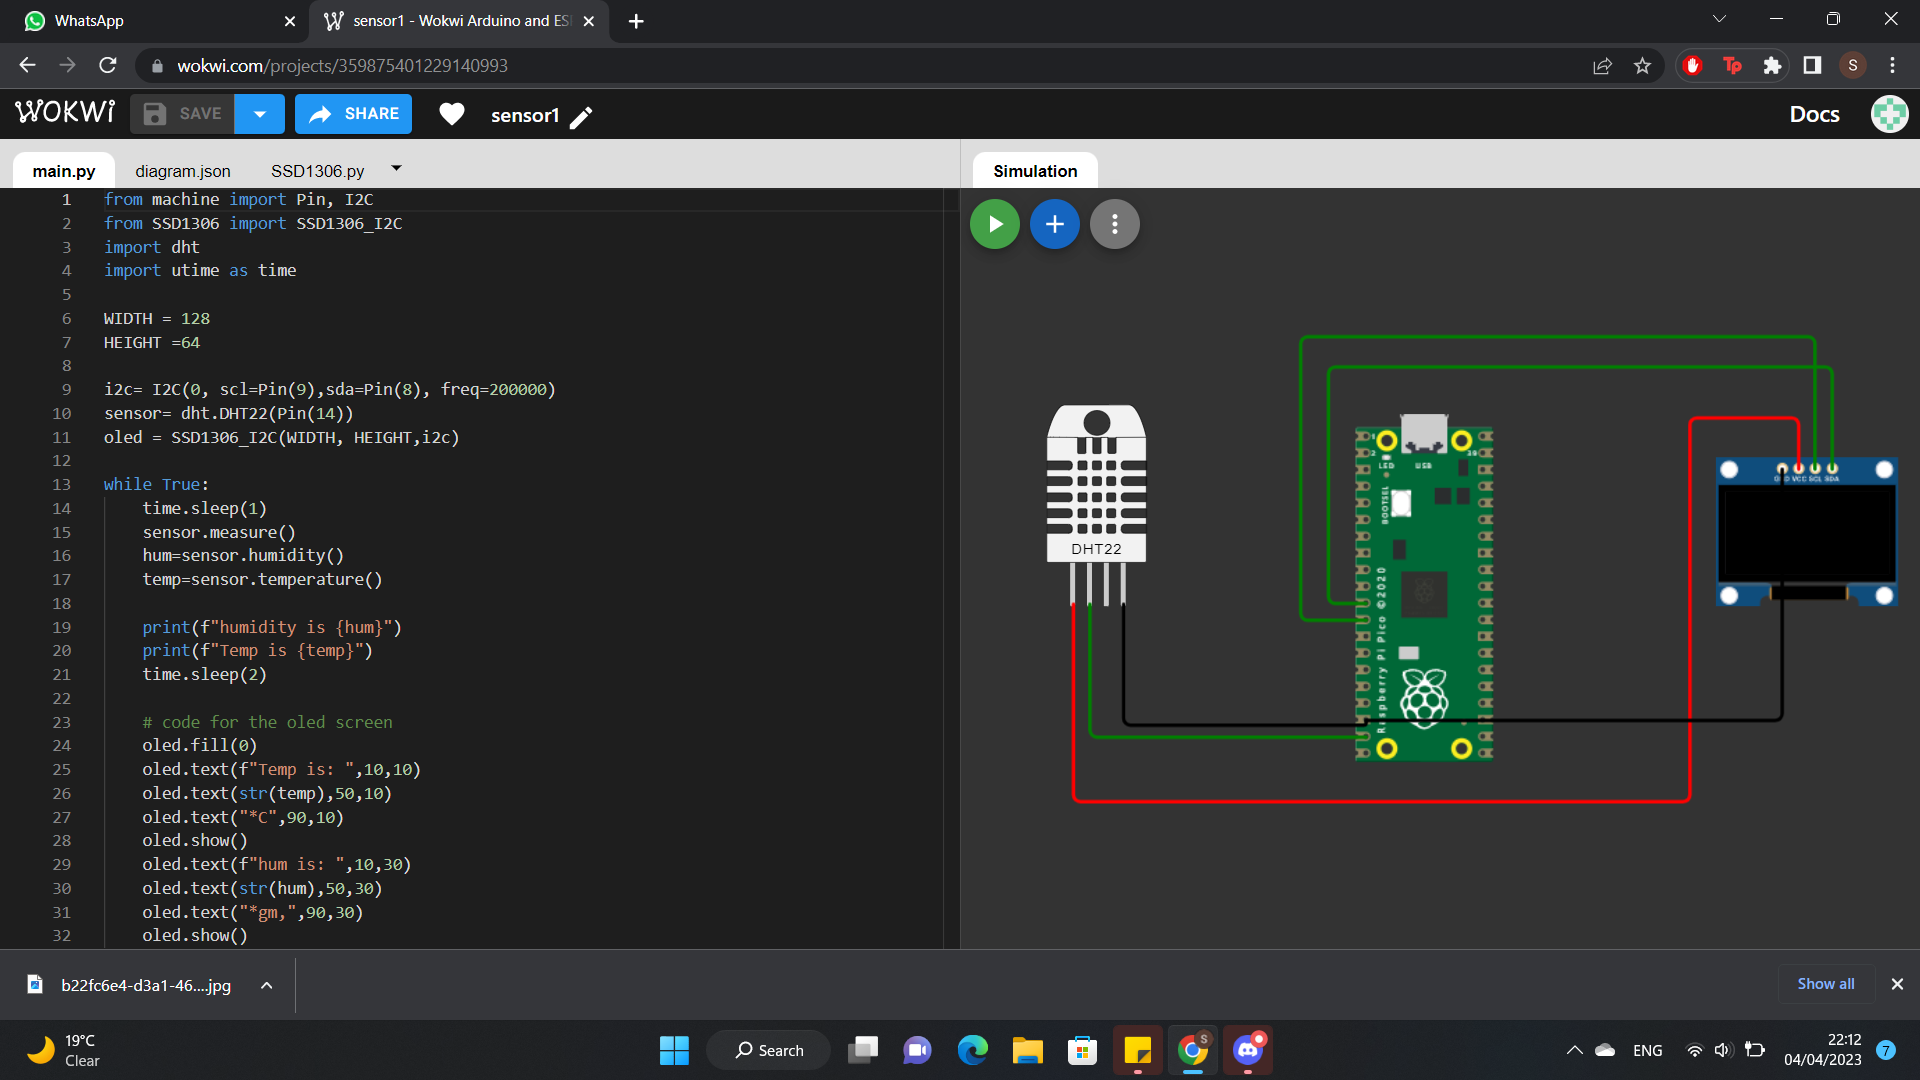 WhatsApp
sensor1 - Wokwi Arduino and ES
wokwi.com/projects/359875401229140993
Tp
S
WOKWI
SAVE
SHARE
sensor1
Docs
main.py
diagram.json
SSD1306.py
Simulation
1 from machine import Pin, I2C
2 from SSD1306 import SSD1306_I2C
3 import dht
4 import utime as time
5
6 WIDTH = 128
7 HEIGHT =64
8
9 i2c= I2C(0, scl=Pin(9),sda=Pin(8), freq=200000)
10 sensor= dht.DHT22(Pin(14))
11 oled = SSD1306_I2C(WIDTH, HEIGHT,i2c)
12
13 while True:
14 time.sleep(1)
15 sensor.measure()
16 hum=sensor.humidity()
17 temp=sensor.temperature()
18
19 print(f"humidity is {hum}")
20 print(f"Temp is {temp}")
21 time.sleep(2)
22
23 # code for the oled screen
24 oled.fill(0)
25 oled.text(f"Temp is: ",10,10)
26 oled.text(str(temp),50,10)
27 oled.text("*C",90,10)
28 oled.show()
29 oled.text(f"hum is: ",10,30)
30 oled.text(str(hum),50,30)
31 oled.text("*gm,",90,30)
32 oled.show()
DHT22
LED
USB
BOOTSEL
Raspberry Pi Pico ©2020
VCC SCL SDA
b22fc6e4-d3a1-46....jpg
Show all
19°C
Clear
Search
S
ENG
22:12
04/04/2023
7